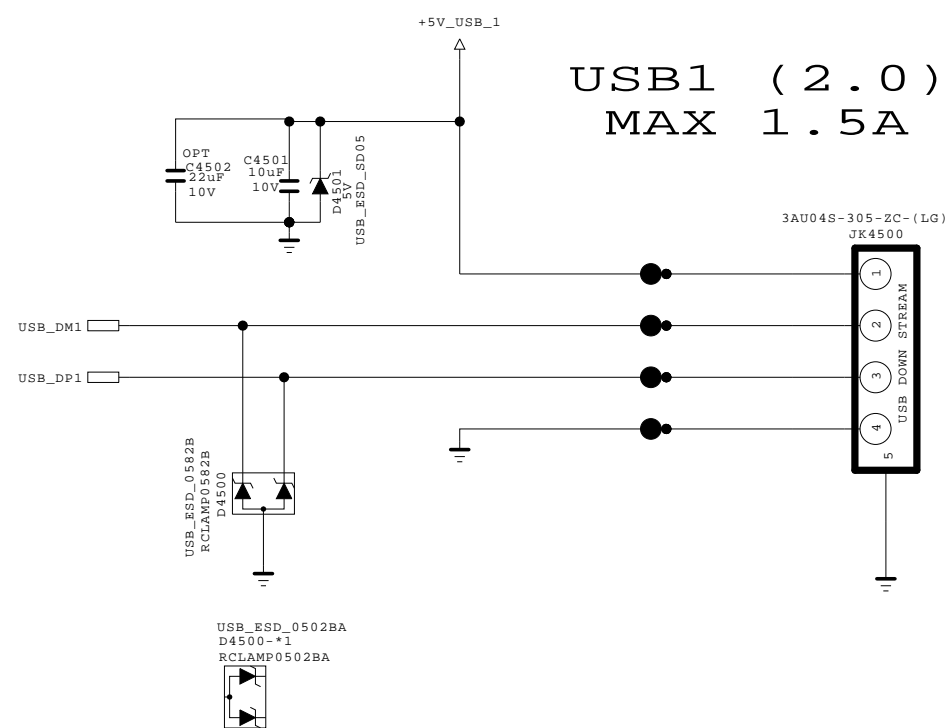 +5V_USB_1
USB1 (2.0)
MAX 1.5A
OPT
C4502
22uF
10V
C4501
10uF
10V
D4501
5V
USB_ESD_SD05
3AU04S-305-ZC-(LG)
JK4500
1
2
3
4
5
USB DOWN STREAM
USB_DM1
USB_DP1
USB_ESD_0582B
RCLAMP0582B
D4500
USB_ESD_0502BA
D4500-*1
RCLAMP0502BA